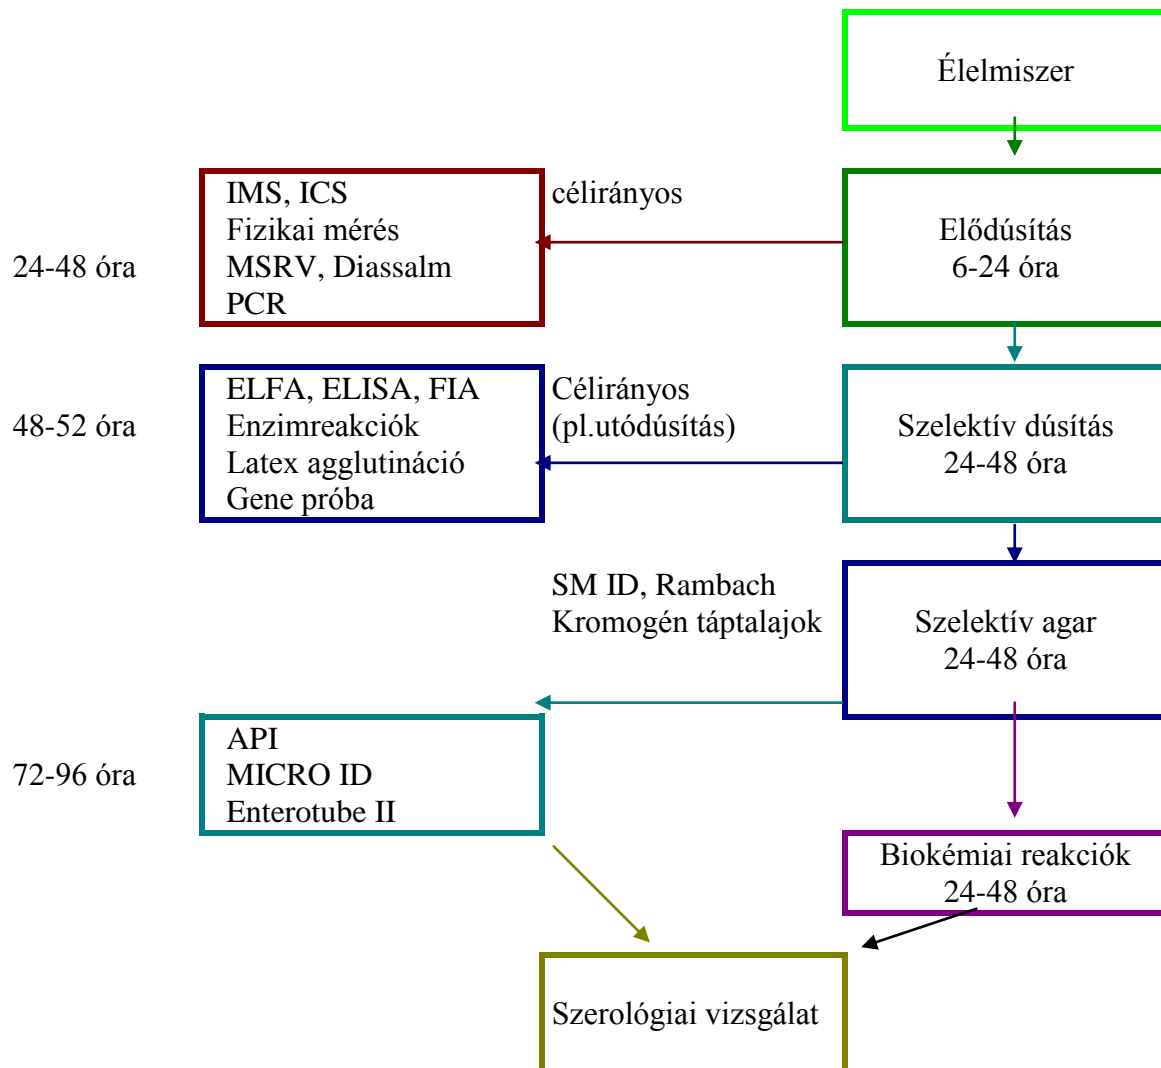 Élelmiszer
IMS, ICS
Fizikai mérés
MSRV, Diassalm
PCR
célirányos
Elődúsítás
6-24 óra
24-48 óra
ELFA, ELISA, FIA
Enzimreakciók
Latex agglutináció
Gene próba
Célirányos
(pl.utódúsítás)
Szelektív dúsítás
24-48 óra
48-52 óra
SM ID, Rambach
Kromogén táptalajok
Szelektív agar
24-48 óra
API
MICRO ID
Enterotube II
72-96 óra
Biokémiai reakciók
24-48 óra
Szerológiai vizsgálat